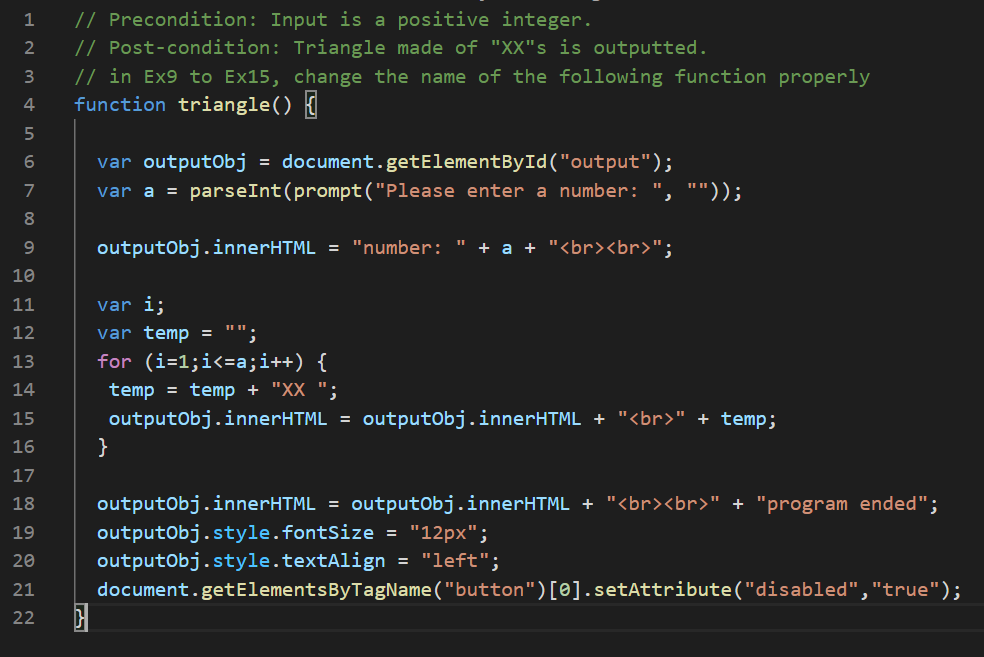 1 // Precondition: Input is a positive integer.
2 // Post-condition: Triangle made of "XX"s is outputted.
3 // in Ex9 to Ex15, change the name of the following function properly
4 function triangle() {
5
6 var outputObj = document.getElementById("output");
7 var a = parseInt(prompt("Please enter a number: ", ""));
8
9 outputObj.innerHTML = "number: " + a + "<br><br>";
10
11 var i;
12 var temp = "";
13 for (i=1;i<=a;i++) {
14 temp = temp + "XX ";
15 outputObj.innerHTML = outputObj.innerHTML + "<br>" + temp;
16 }
17
18 outputObj.innerHTML = outputObj.innerHTML + "<br><br>" + "program ended";
19 outputObj.style.fontSize = "12px";
20 outputObj.style.textAlign = "left";
21 document.getElementsByTagName("button")[0].setAttribute("disabled","true");
22 }